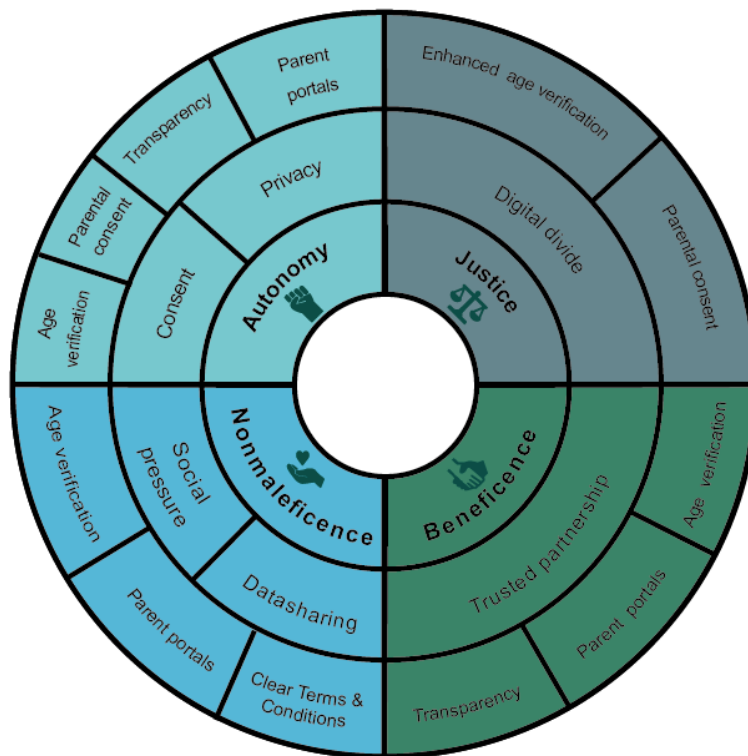 Parent
portals
Transparency
Parental
consent
Age
verification
Privacy
Consent
Autonomy
Enhanced age verification
Parental consent
Digital divide
Justice
Nonmaleficence
Social
pressure
Datasharing
Age verification
Parent portals
Clear Terms &
Conditions
Beneficence
Trusted partnership
Age verification
Parent portals
Transparency